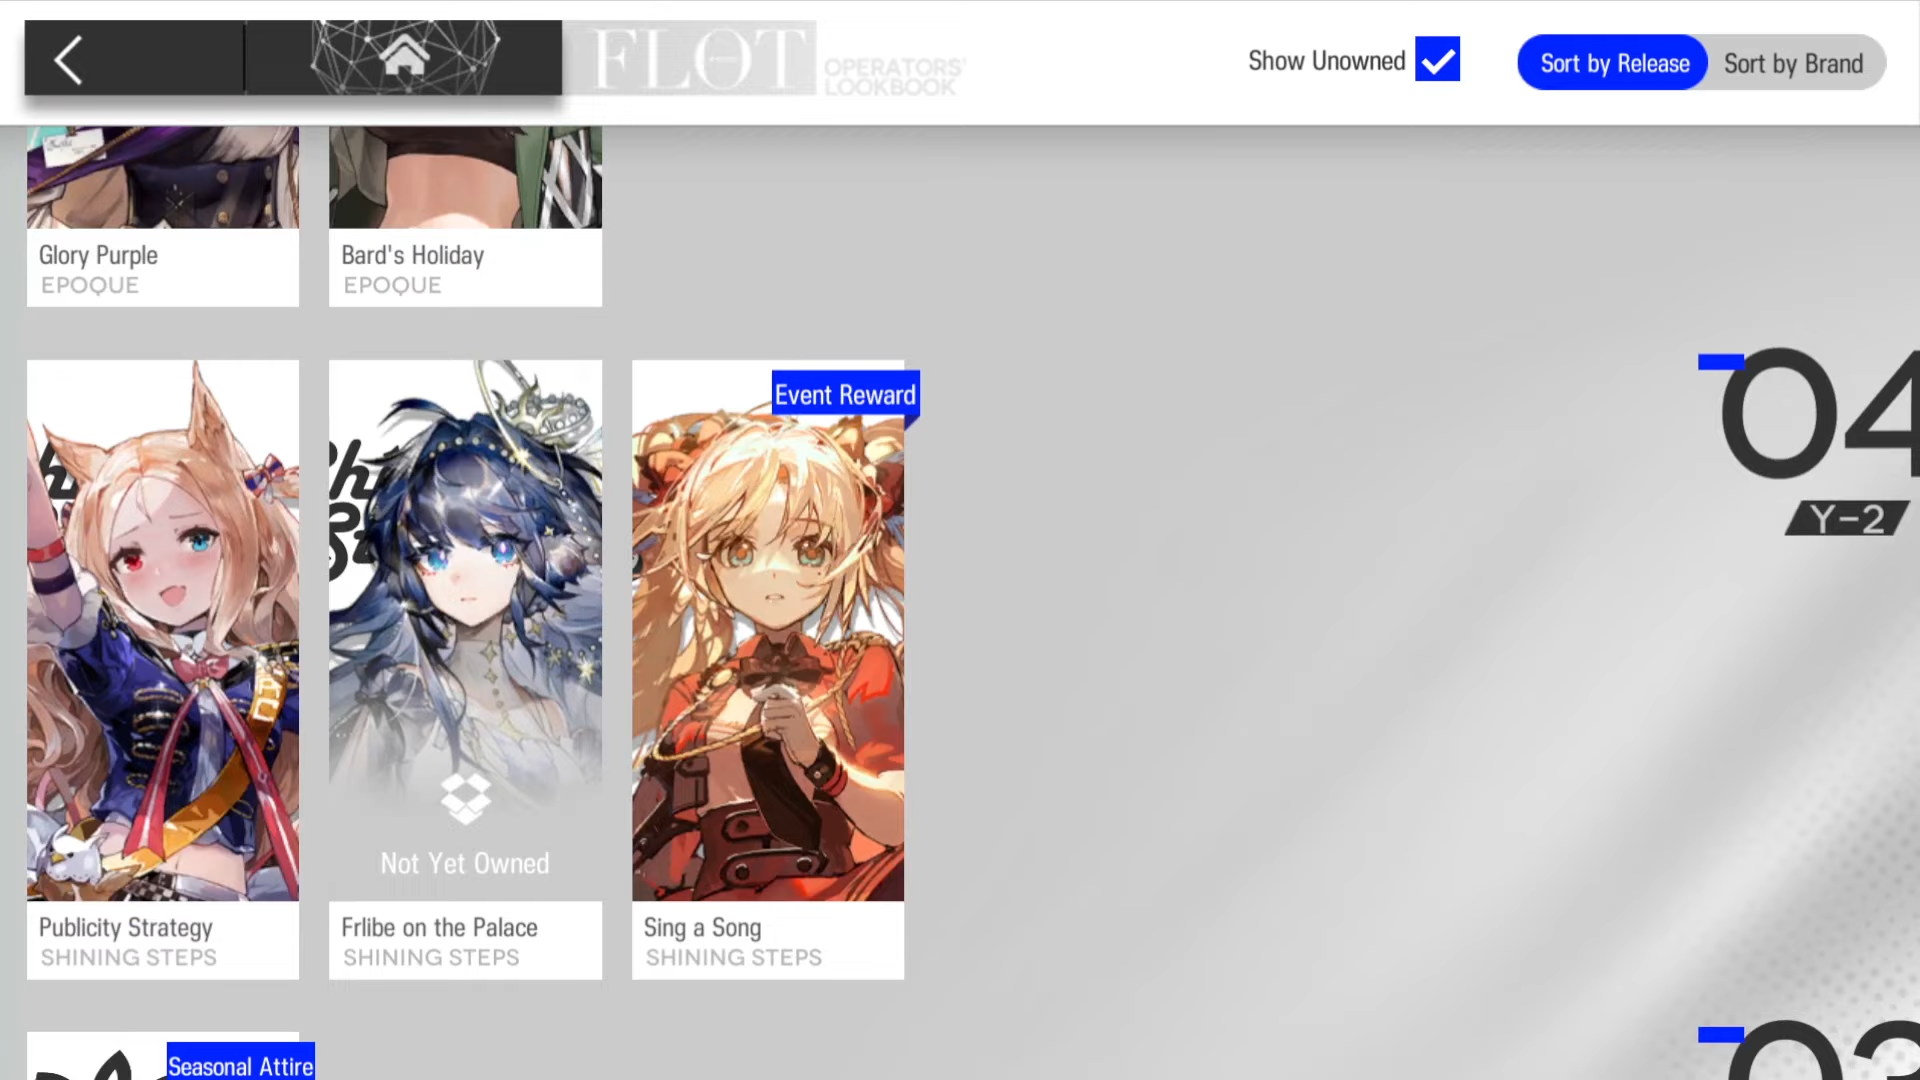 FLOT
OPERATORS'
LOOKBOOK
Show Unowned
Sort by Release
Sort by Brand
Glory Purple
EPOQUE
Bard's Holiday
EPOQUE
04
Y-2
Event Reward
Not Yet Owned
Publicity Strategy
SHINING STEPS
Frlibe on the Palace
SHINING STEPS
Sing a Song
SHINING STEPS
Seasonal Attire
03